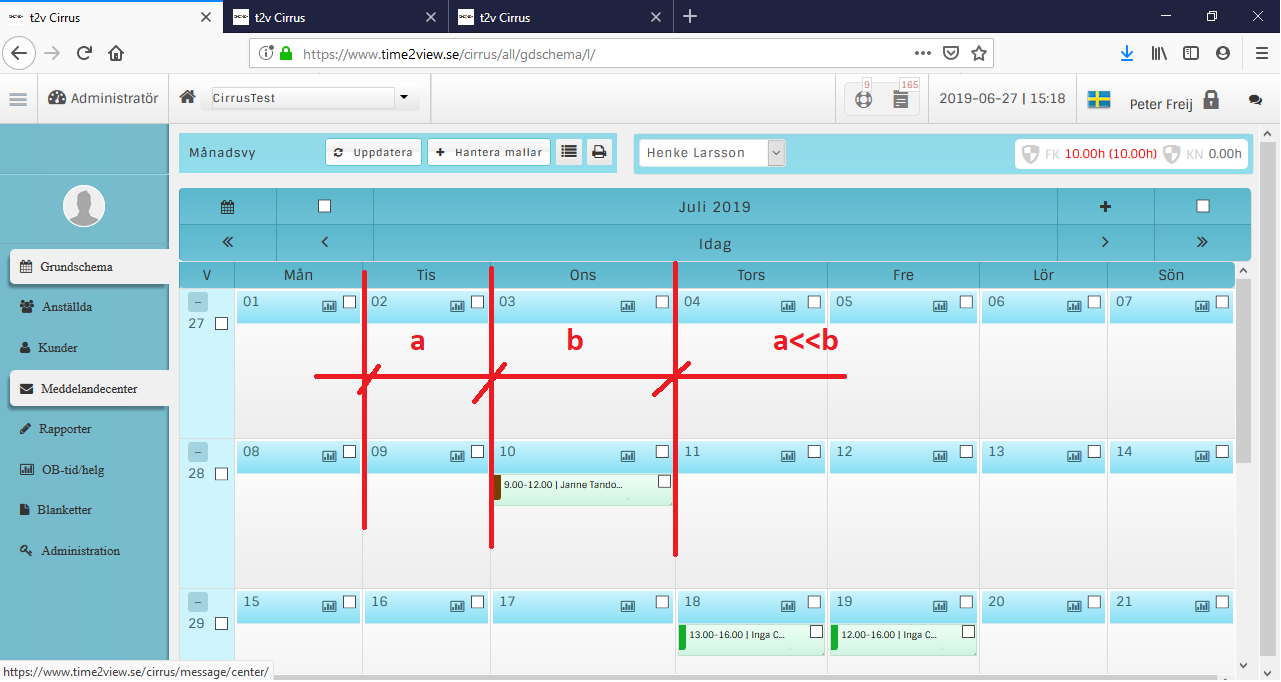 t2v Cirrus
t2v Cirrus
t2v Cirrus
https://www.time2view.se/cirrus/all/gdschema/l/
Administratör
CirrusTest
9
165
2019-06-27 | 15:18
Peter Freij
Månadsvy
Uppdatera
Hantera mallar
Henke Larsson
FK 10.00h (10.00h) KN 0.00h
Juli 2019
Idag
Grundschema
Anställda
Kunder
Meddelandecenter
Rapporter
OB-tid/helg
Blanketter
Administration
V Mån Tis Ons Tors Fre Lör Sön
01 02 03 04 05 06 07
27
a b a<<b
08 09 10 11 12 13 14
28
9.00-12.00 | Janne Tando...
15 16 17 18 19 20 21
29
13.00-16.00 | Inga C... 12.00-16.00 | Inga C...
https://www.time2view.se/cirrus/message/center/